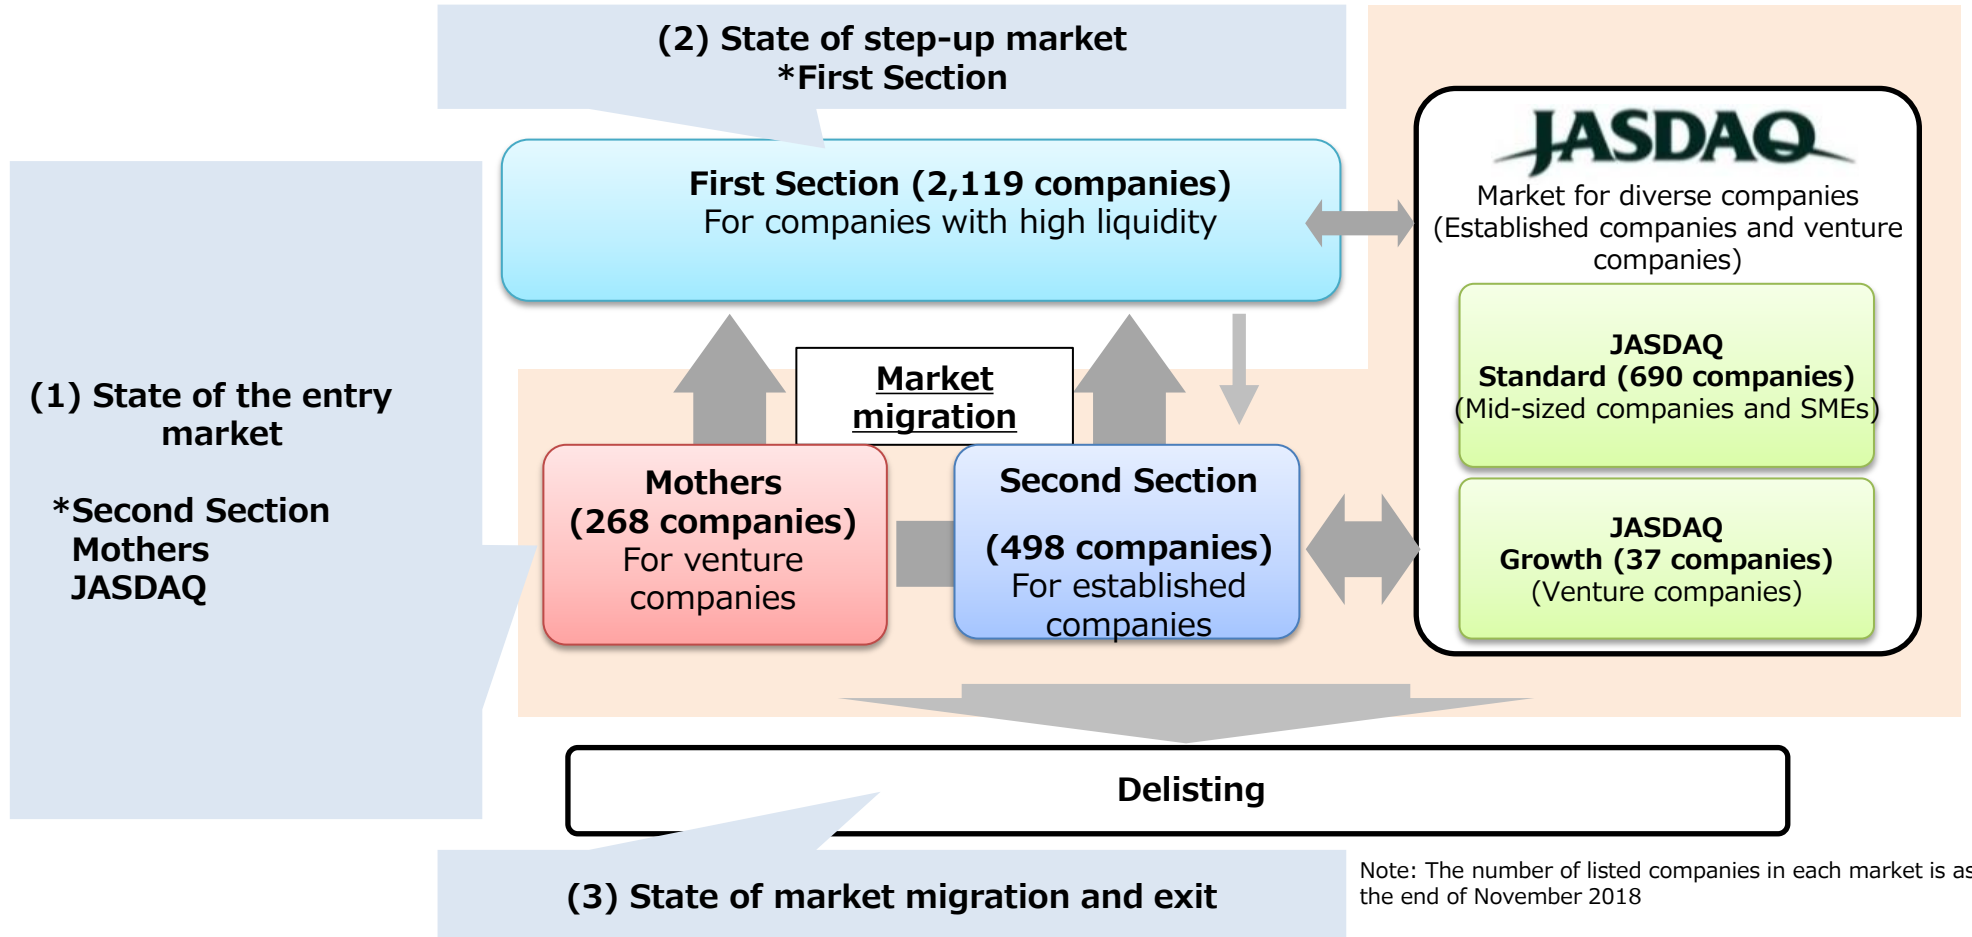 (2) State of step-up market
*First Section
JASDAQ
Market for diverse companies
(Established companies and venture
companies)
First Section (2,119 companies)
For companies with high liquidity
(1) State of the entry
market
*Second Section
Mothers
JASDAQ
Market
migration
JASDAQ
Standard (690 companies)
(Mid-sized companies and SMEs)
Mothers
(268 companies)
For venture
companies
Second Section
(498 companies)
For established
companies
JASDAQ
Growth (37 companies)
(Venture companies)
Delisting
(3) State of market migration and exit
Note: The number of listed companies in each market is as
the end of November 2018